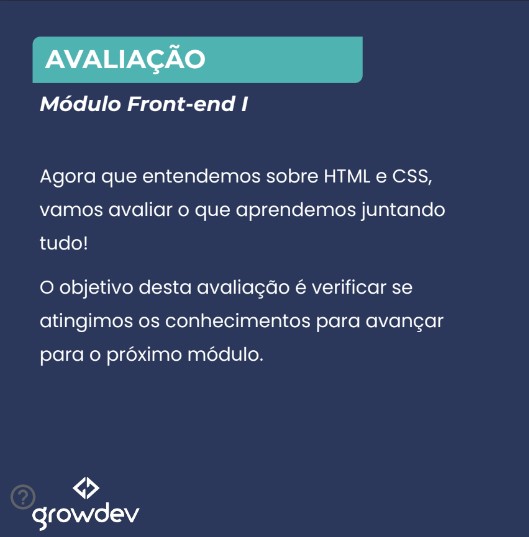 AVALIAÇÃO
Módulo Front-end I
Agora que entendemos sobre HTML e CSS,
vamos avaliar o que aprendemos juntando
tudo!
O objetivo desta avaliação é verificar se
atingimos os conhecimentos para avançar
para o próximo módulo.
?
growdev